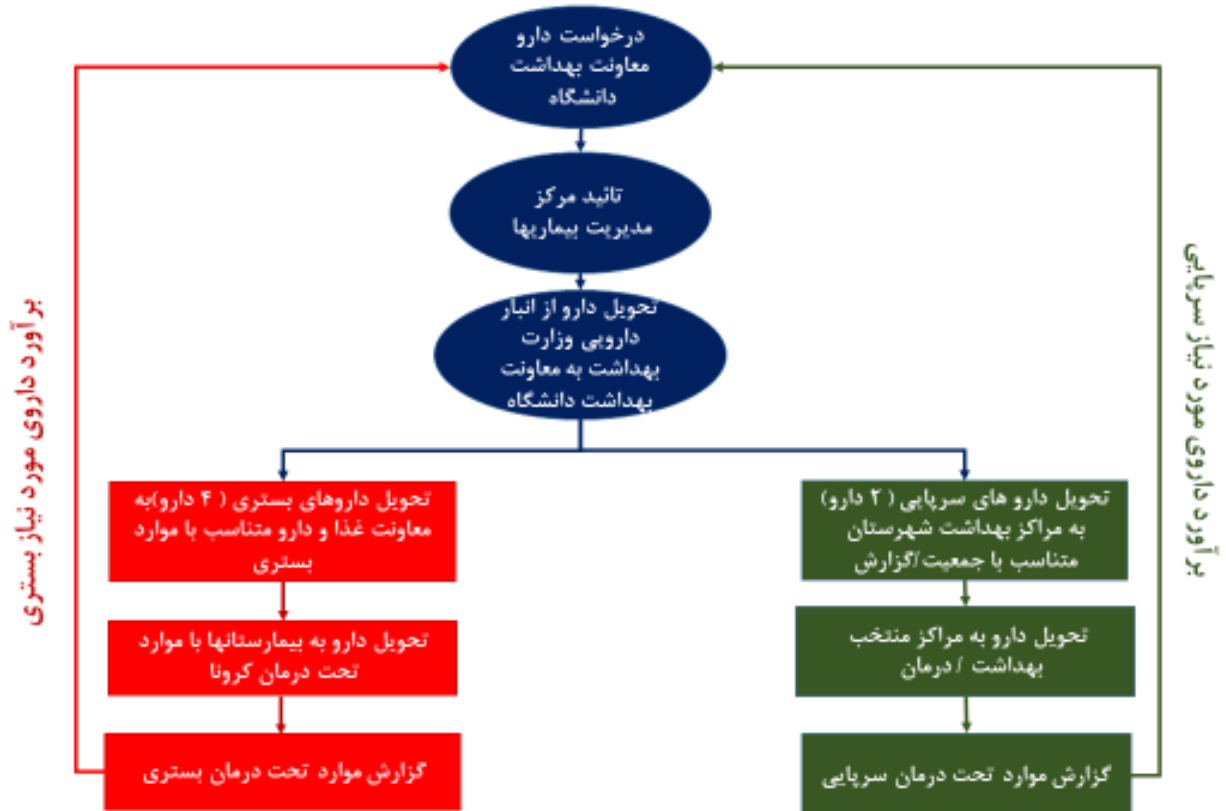 درخواست دارو
معاونت بهداشت
دانشگاه
تائید مرکز
مدیریت بیماریها
تحویل دارو از انبار
دارویی وزارت
بهداشت به معاونت
بهداشت دانشگاه
تحویل دارو های سرپایی ( ۲ دارو)
به مراکز بهداشت شهرستان
متناسب با جمعیت/گزارش
تحویل دارو به مراکز منتخب
بهداشت / درمان
گزارش موارد تحت درمان سرپایی
برآورد داروی مورد نیاز سرپایی
تحویل داروهای بستری ( ۴ دارو)به
معاونت غذا و دارو متناسب با موارد
بستری
تحویل دارو به بیمارستانها با موارد
تحت درمان کرونا
گزارش موارد تحت درمان بستری
برآورد داروی مورد نیاز بستری